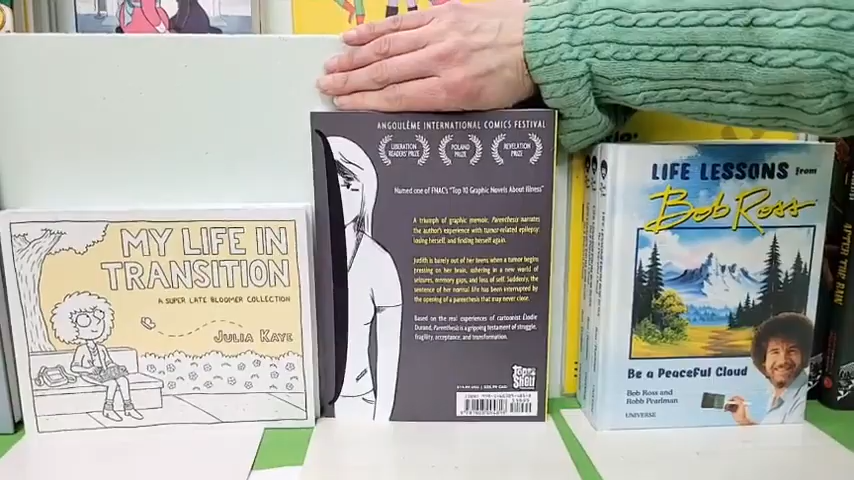 MY LIFE IN
TRANSITION
A SUPER LATE BLOOMER COLLECTION
JULIA KAYE
ANGOULÊME INTERNATIONAL COMICS FESTIVAL
LIBERATION
READERS' PRIZE
POLAND
PRIZE
REVELATION
PRIZE
Named one of FNAC's "Top 10 Graphic Novels About Illness"
A triumph of graphic memoir, Parenthesis narrates
the author's experience with tumor-related epilepsy
losing herself, and finding herself again.
Judith is barely out of her teens when a tumor begins
pressing on her brain, ushering in a new world of
seizures, memory gaps, and loss of self. Suddenly, the
sentence of her normal life has been interrupted by
the opening of a parenthesis that may never close.
Based on the real experiences of cartoonist Élodie
Durand, Parenthesis is a gripping testament of struggle,
fragility, acceptance, and transformation.
Top
Shelf
LIFE LESSONS from
Bob Ross
Be a Peaceful Cloud
Bob Ross and
Robb Pearlman
UNIVERSE
AFTER THE RAIN